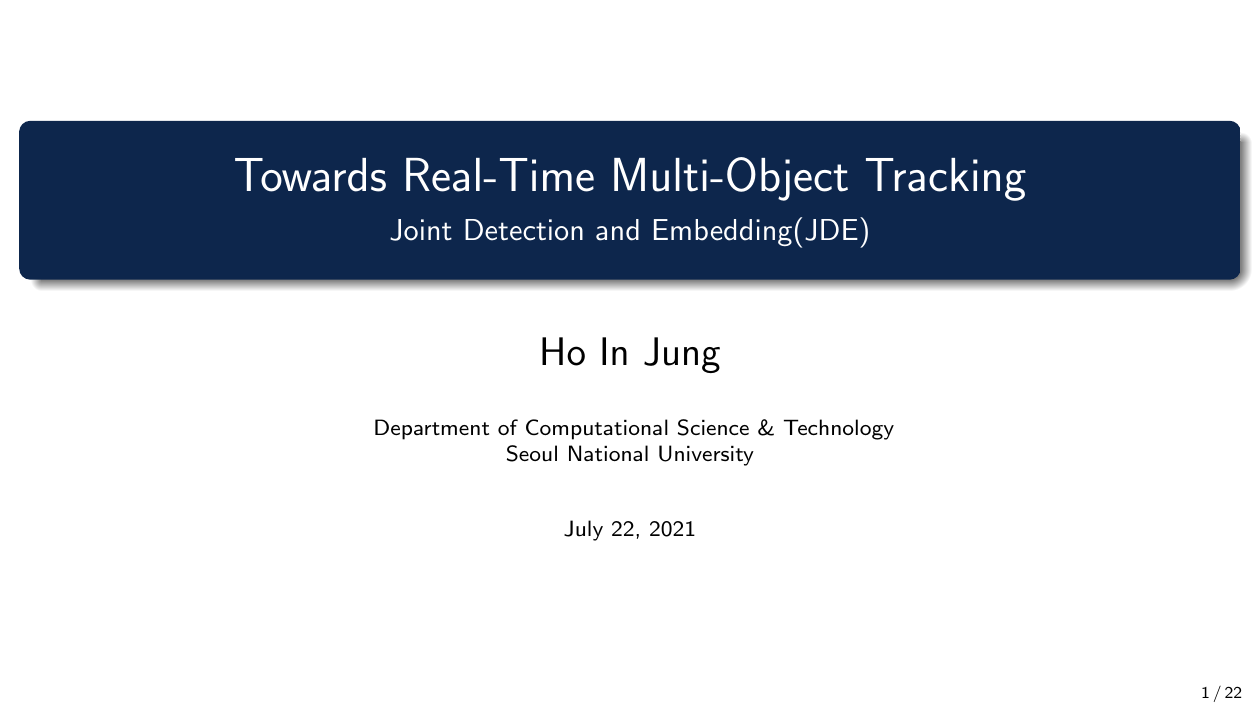 Towards Real-Time Multi-Object Tracking
Joint Detection and Embedding(JDE)
Ho In Jung
Department of Computational Science & Technology
Seoul National University
July 22, 2021
1 / 22